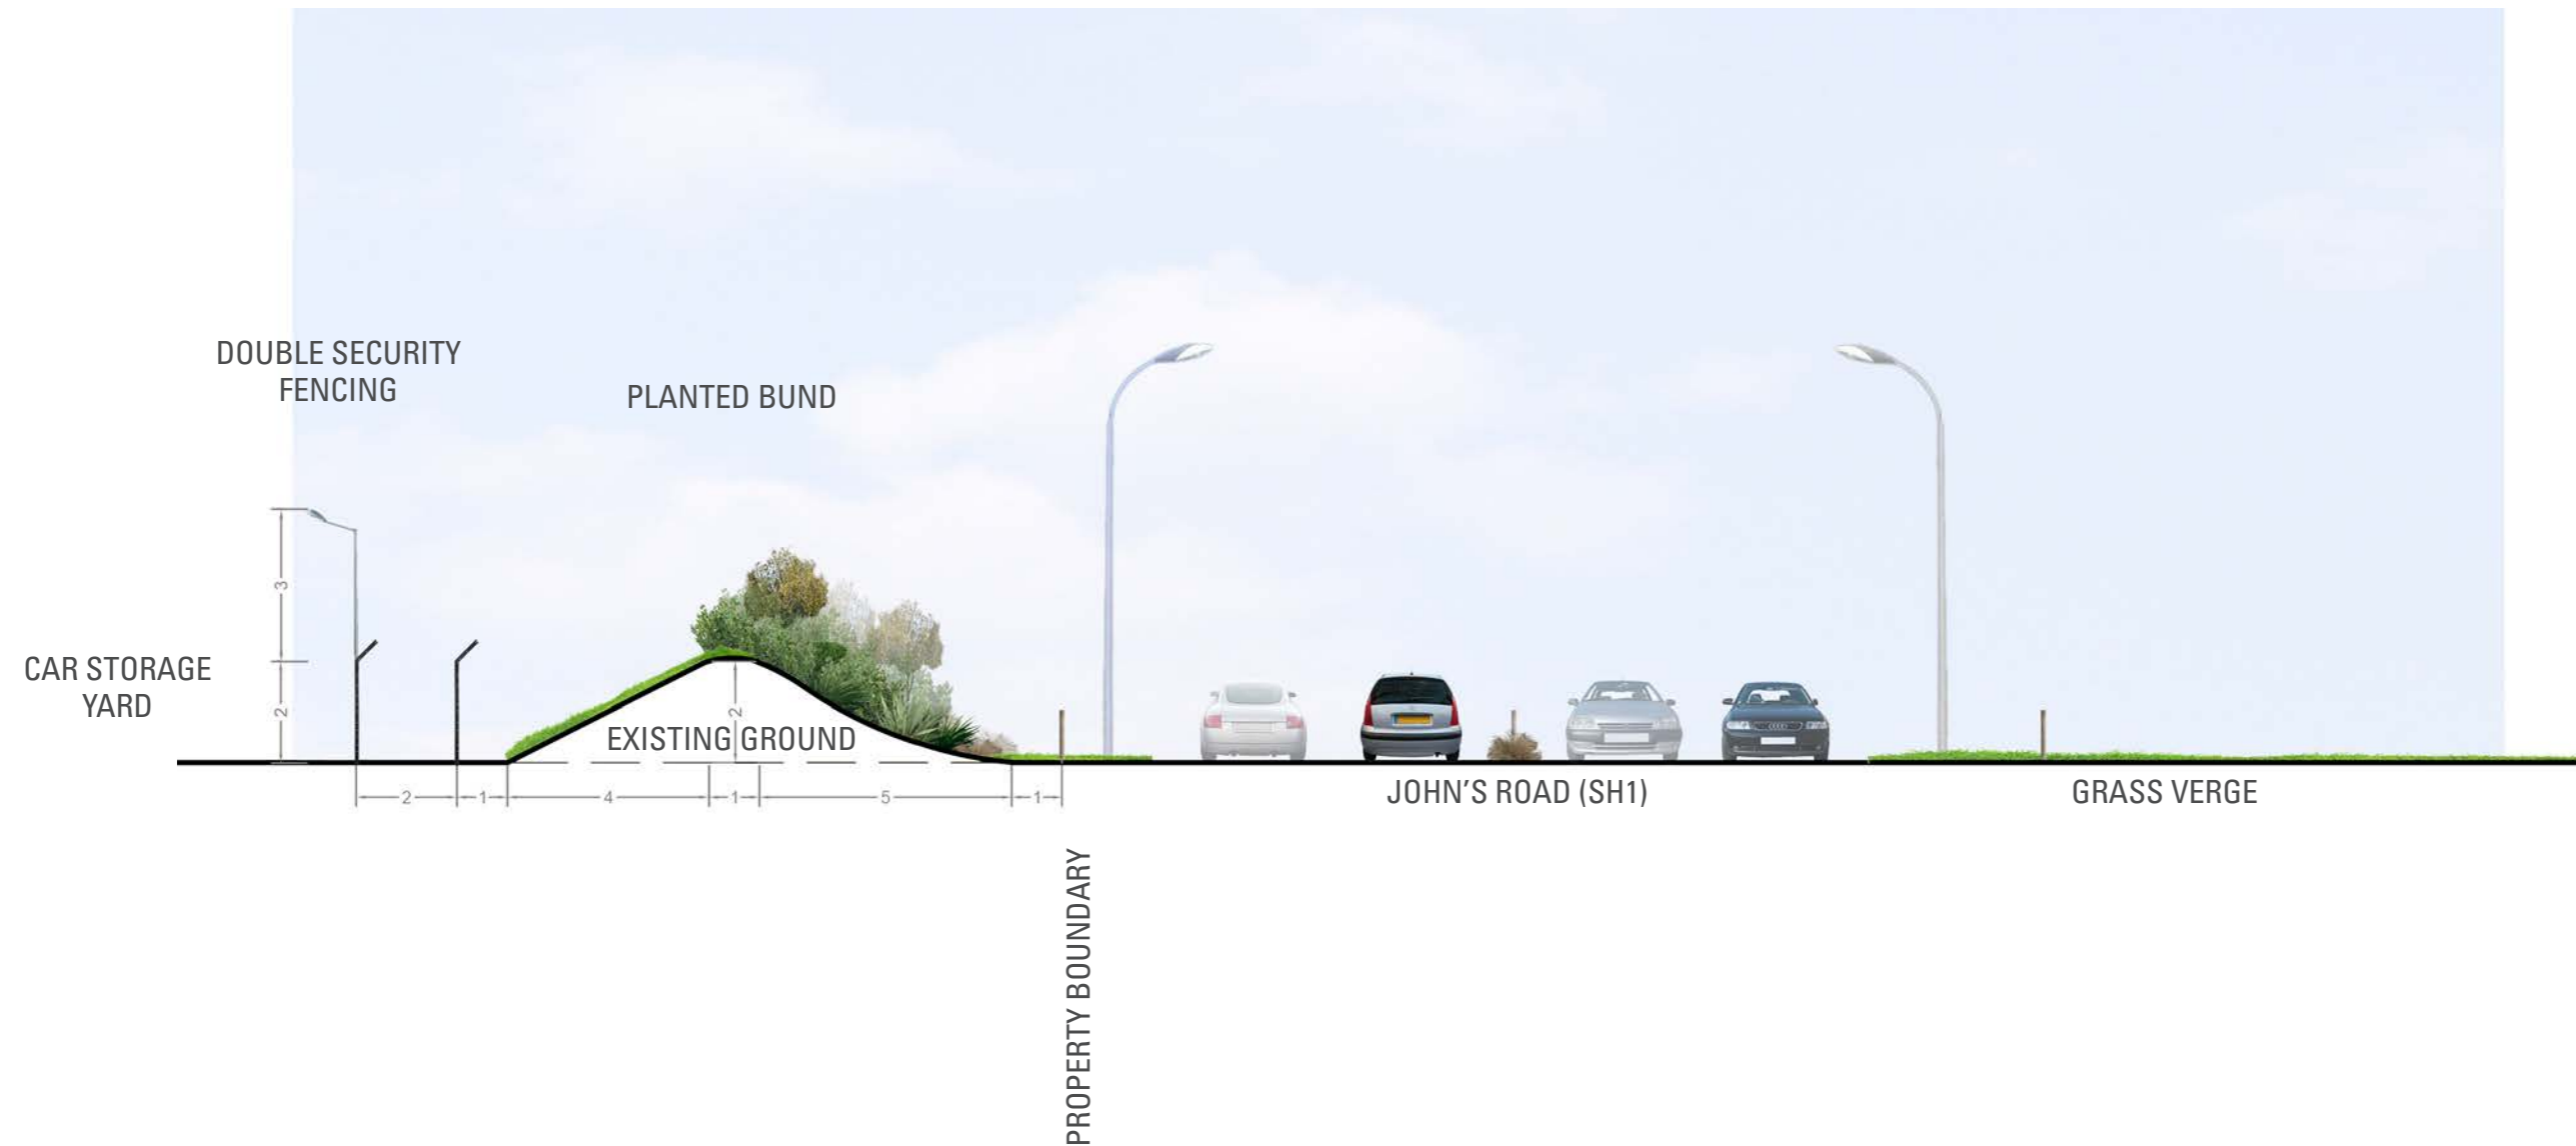 DOUBLE SECURITY
FENCING
PLANTED BUND
3
CAR STORAGE
YARD
2
2
EXISTING GROUND
2
1
4
1
5
1
JOHN'S ROAD (SH1)
GRASS VERGE
PROPERTY BOUNDARY